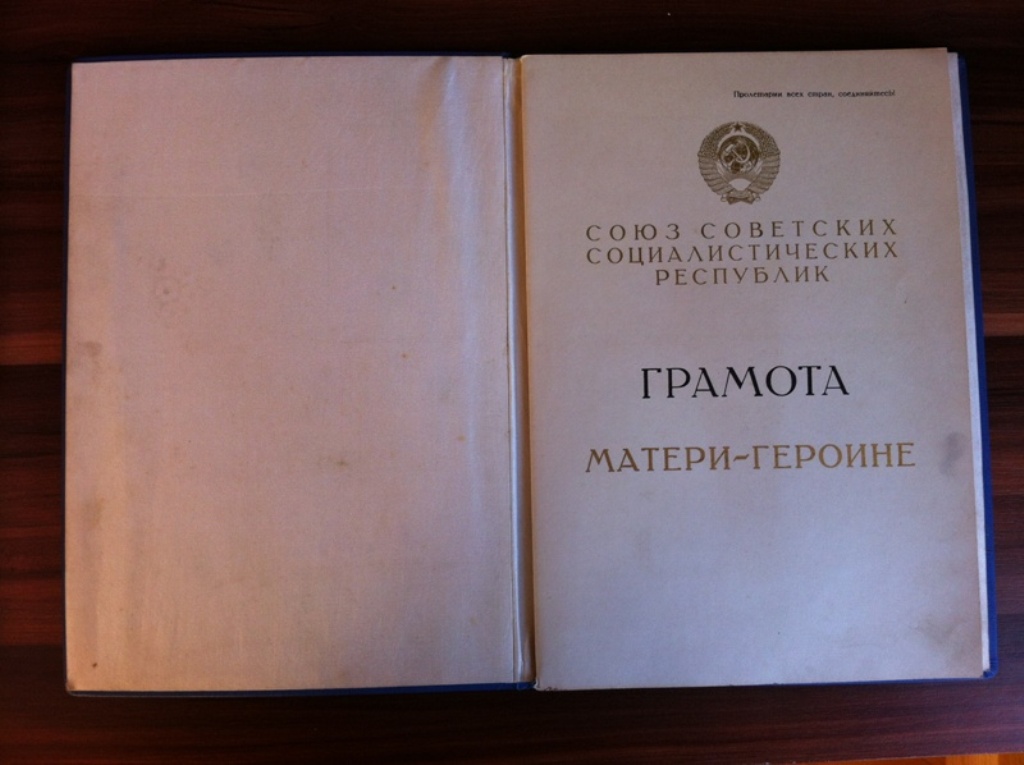 Пролетарии всех стран, соединяйтесь!
СОЮЗ СОВЕТСКИХ
СОЦИАЛИСТИЧЕСКИХ
РЕСПУБЛИК
ГРАМОТА
МАТЕРИ-ГЕРОИНЕ